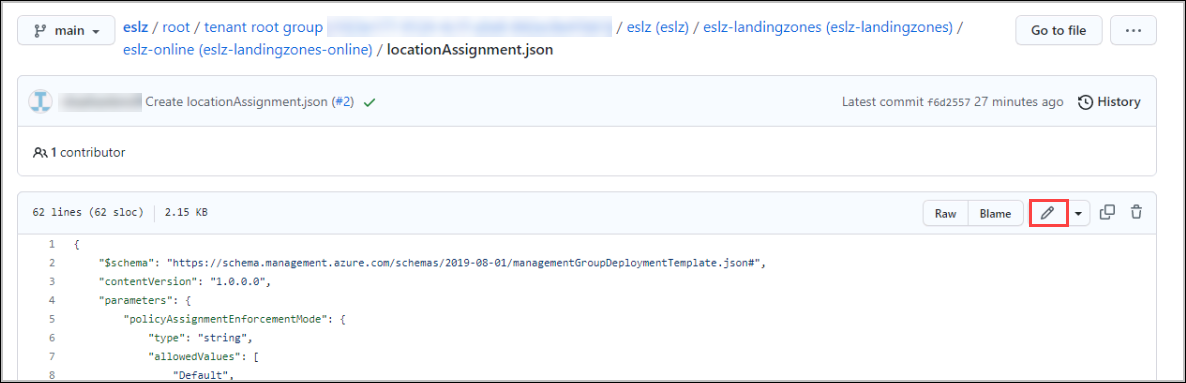 main
eslz / root / tenant root group / eslz (eslz) / eslz-landingzones (eslz-landingzones) /
eslz-online (eslz-landingzones-online) / locationAssignment.json
Go to file
...
Create locationAssignment.json (#2)
Latest commit f6d2557 27 minutes ago
History
1 contributor
62 lines (62 sloc)
2.15 KB
Raw
Blame
1 {
2 "$schema": "https://schema.management.azure.com/schemas/2019-08-01/managementGroupDeploymentTemplate.json#",
3 "contentVersion": "1.0.0.0",
4 "parameters": {
5 "policyAssignmentEnforcementMode": {
6 "type": "string",
7 "allowedValues": [
8 "Default",